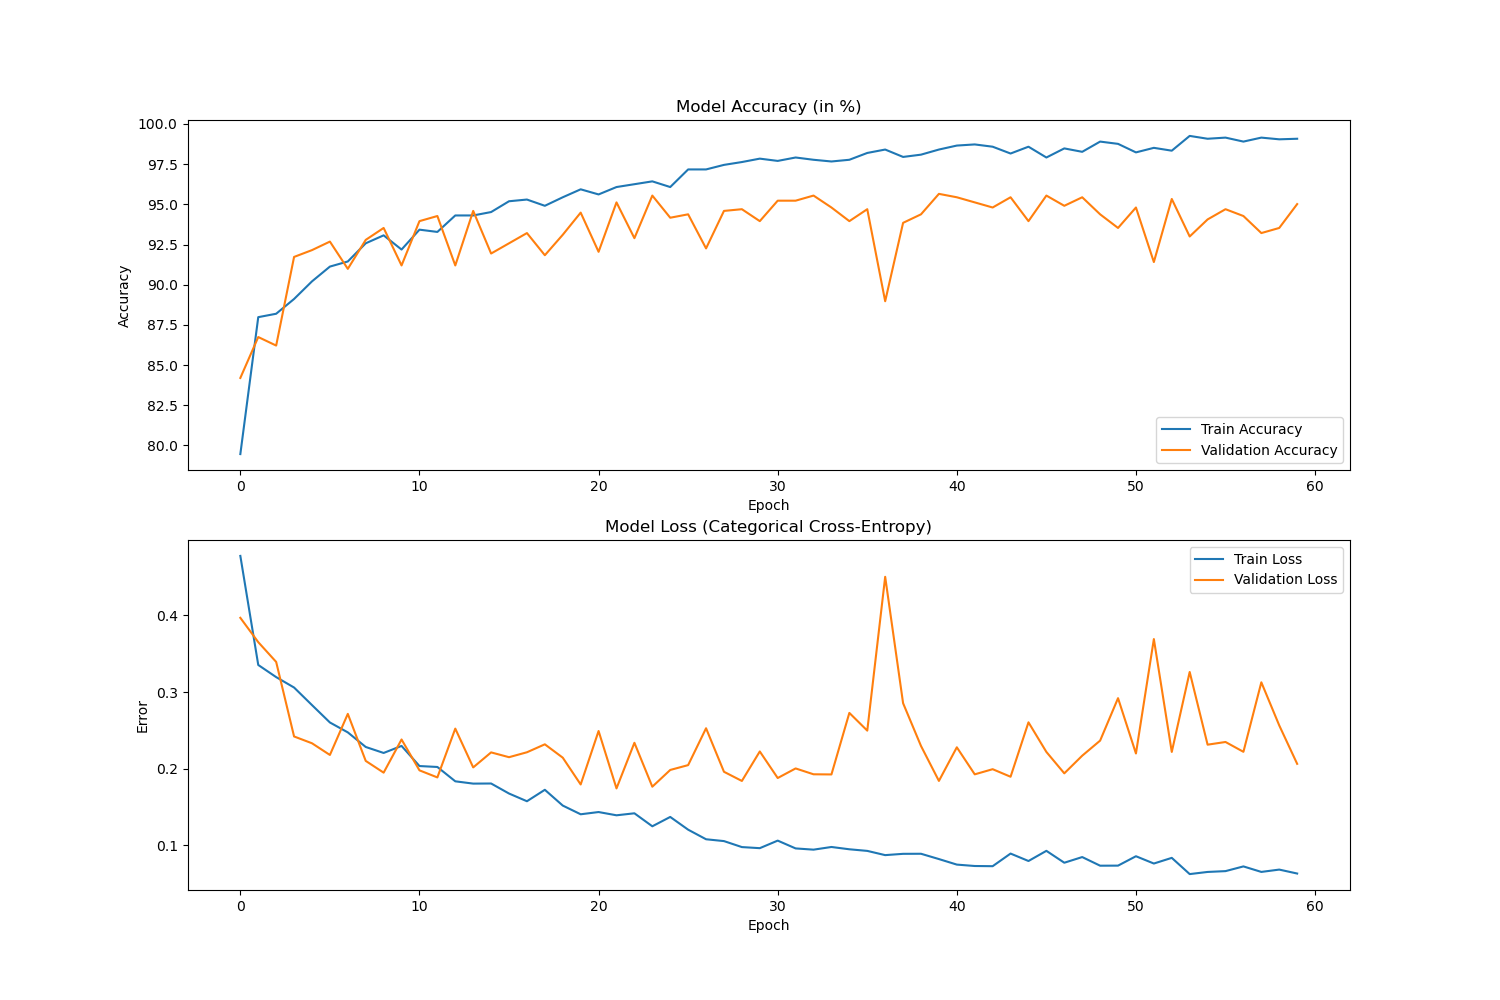 Model Accuracy (in %)
100.0
97.5
95.0
92.5
90.0
87.5
85.0
82.5
80.0
Accuracy
Train Accuracy
Validation Accuracy
0 10 20 30 40 50 60
Epoch
Model Loss (Categorical Cross-Entropy)
Train Loss
Validation Loss
0.4
0.3
0.2
0.1
Error
0 10 20 30 40 50 60
Epoch